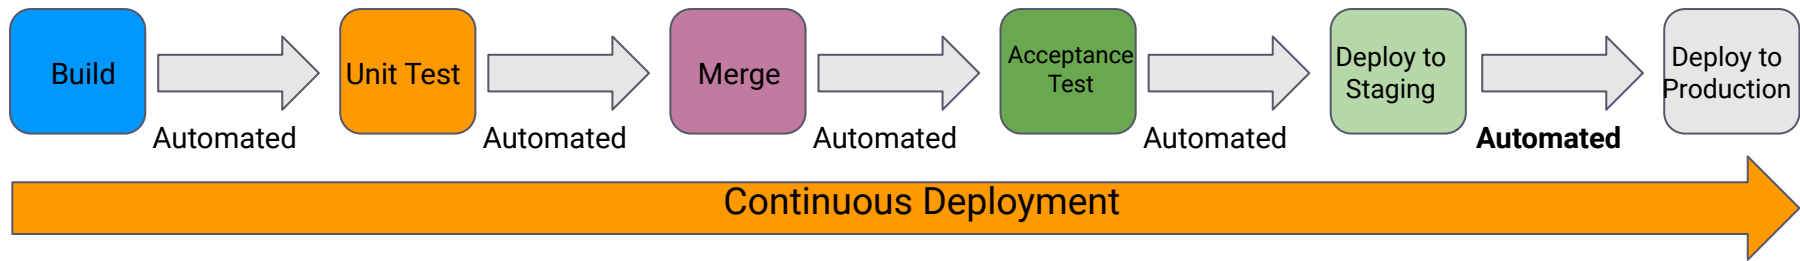 Build
Unit Test
Merge
Acceptance
Test
Deploy to
Staging
Deploy to
Production
Automated
Automated
Automated
Automated
Automated
Continuous Deployment